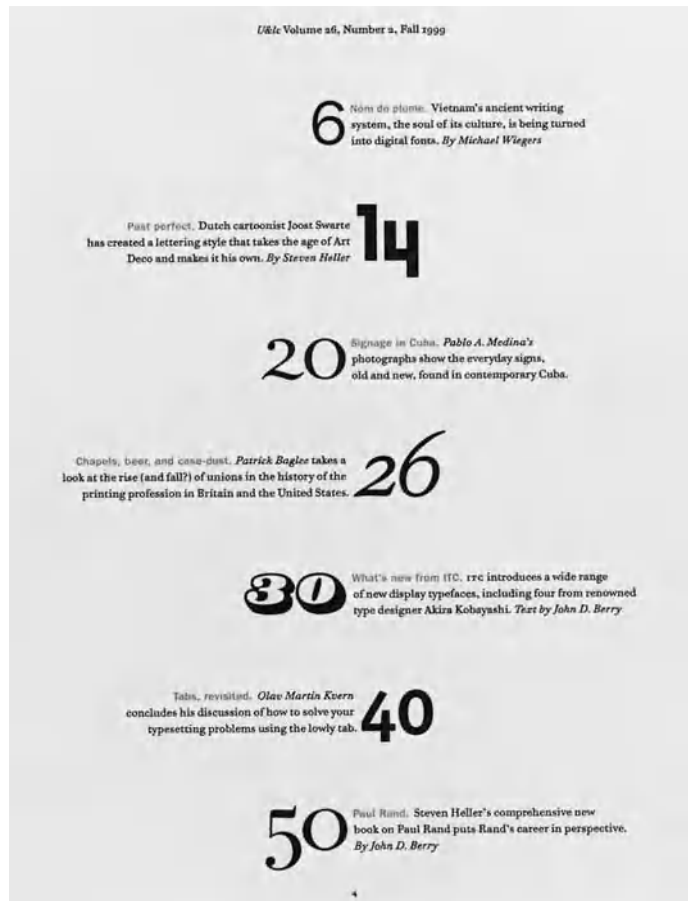 U&lc Volume 26, Number 2, Fall 1999
6
Nom de plume. Vietnam's ancient writing
system, the soul of its culture, is being turned
into digital fonts. By Michael Wiegers
Past perfect. Dutch cartoonist Joost Swarte
has created a lettering style that takes the age of Art
Deco and makes it his own. By Steven Heller
14
20
Signage in Cuba. Pablo A. Medina's
photographs show the everyday signs,
old and new, found in contemporary Cuba.
Chapels, beer, and case-dust. Patrick Baglee takes a
look at the rise (and fall?) of unions in the history of the
printing profession in Britain and the United States.
26
30
What's new from ITC. ITC introduces a wide range
of new display typefaces, including four from renowned
type designer Akira Kobayashi. Text by John D. Berry
Tabs, revisited. Olav Martin Kvern
concludes his discussion of how to solve your
typesetting problems using the lowly tab.
40
50
Paul Rand. Steven Heller's comprehensive new
book on Paul Rand puts Rand's career in perspective.
By John D. Berry
4